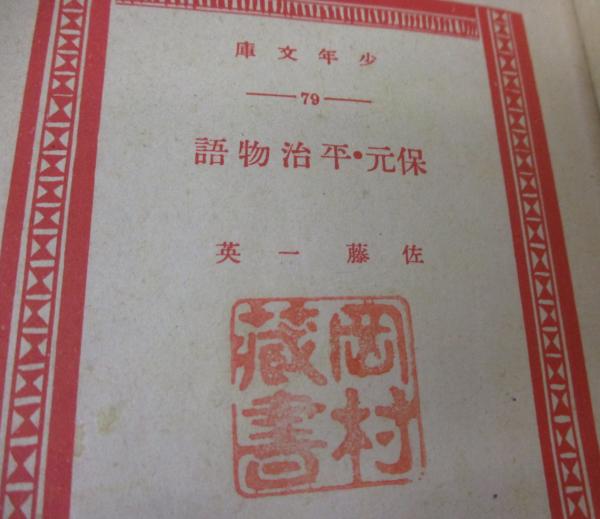 少年文庫
79
保元・平治物語
佐藤一英
岡村
藏書